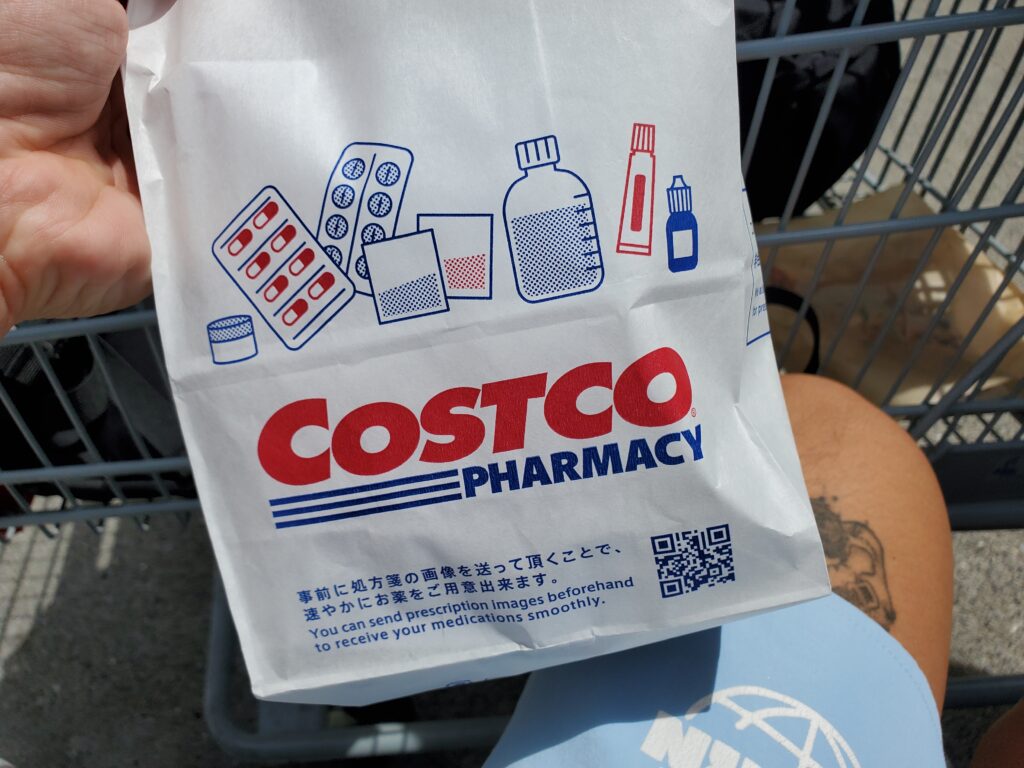 COSTCO®
PHARMACY
事前に処方箋の画像を送って頂くことで、
速やかにお薬をご用意出来ます。
You can send prescription images beforehand
to receive your medications smoothly.